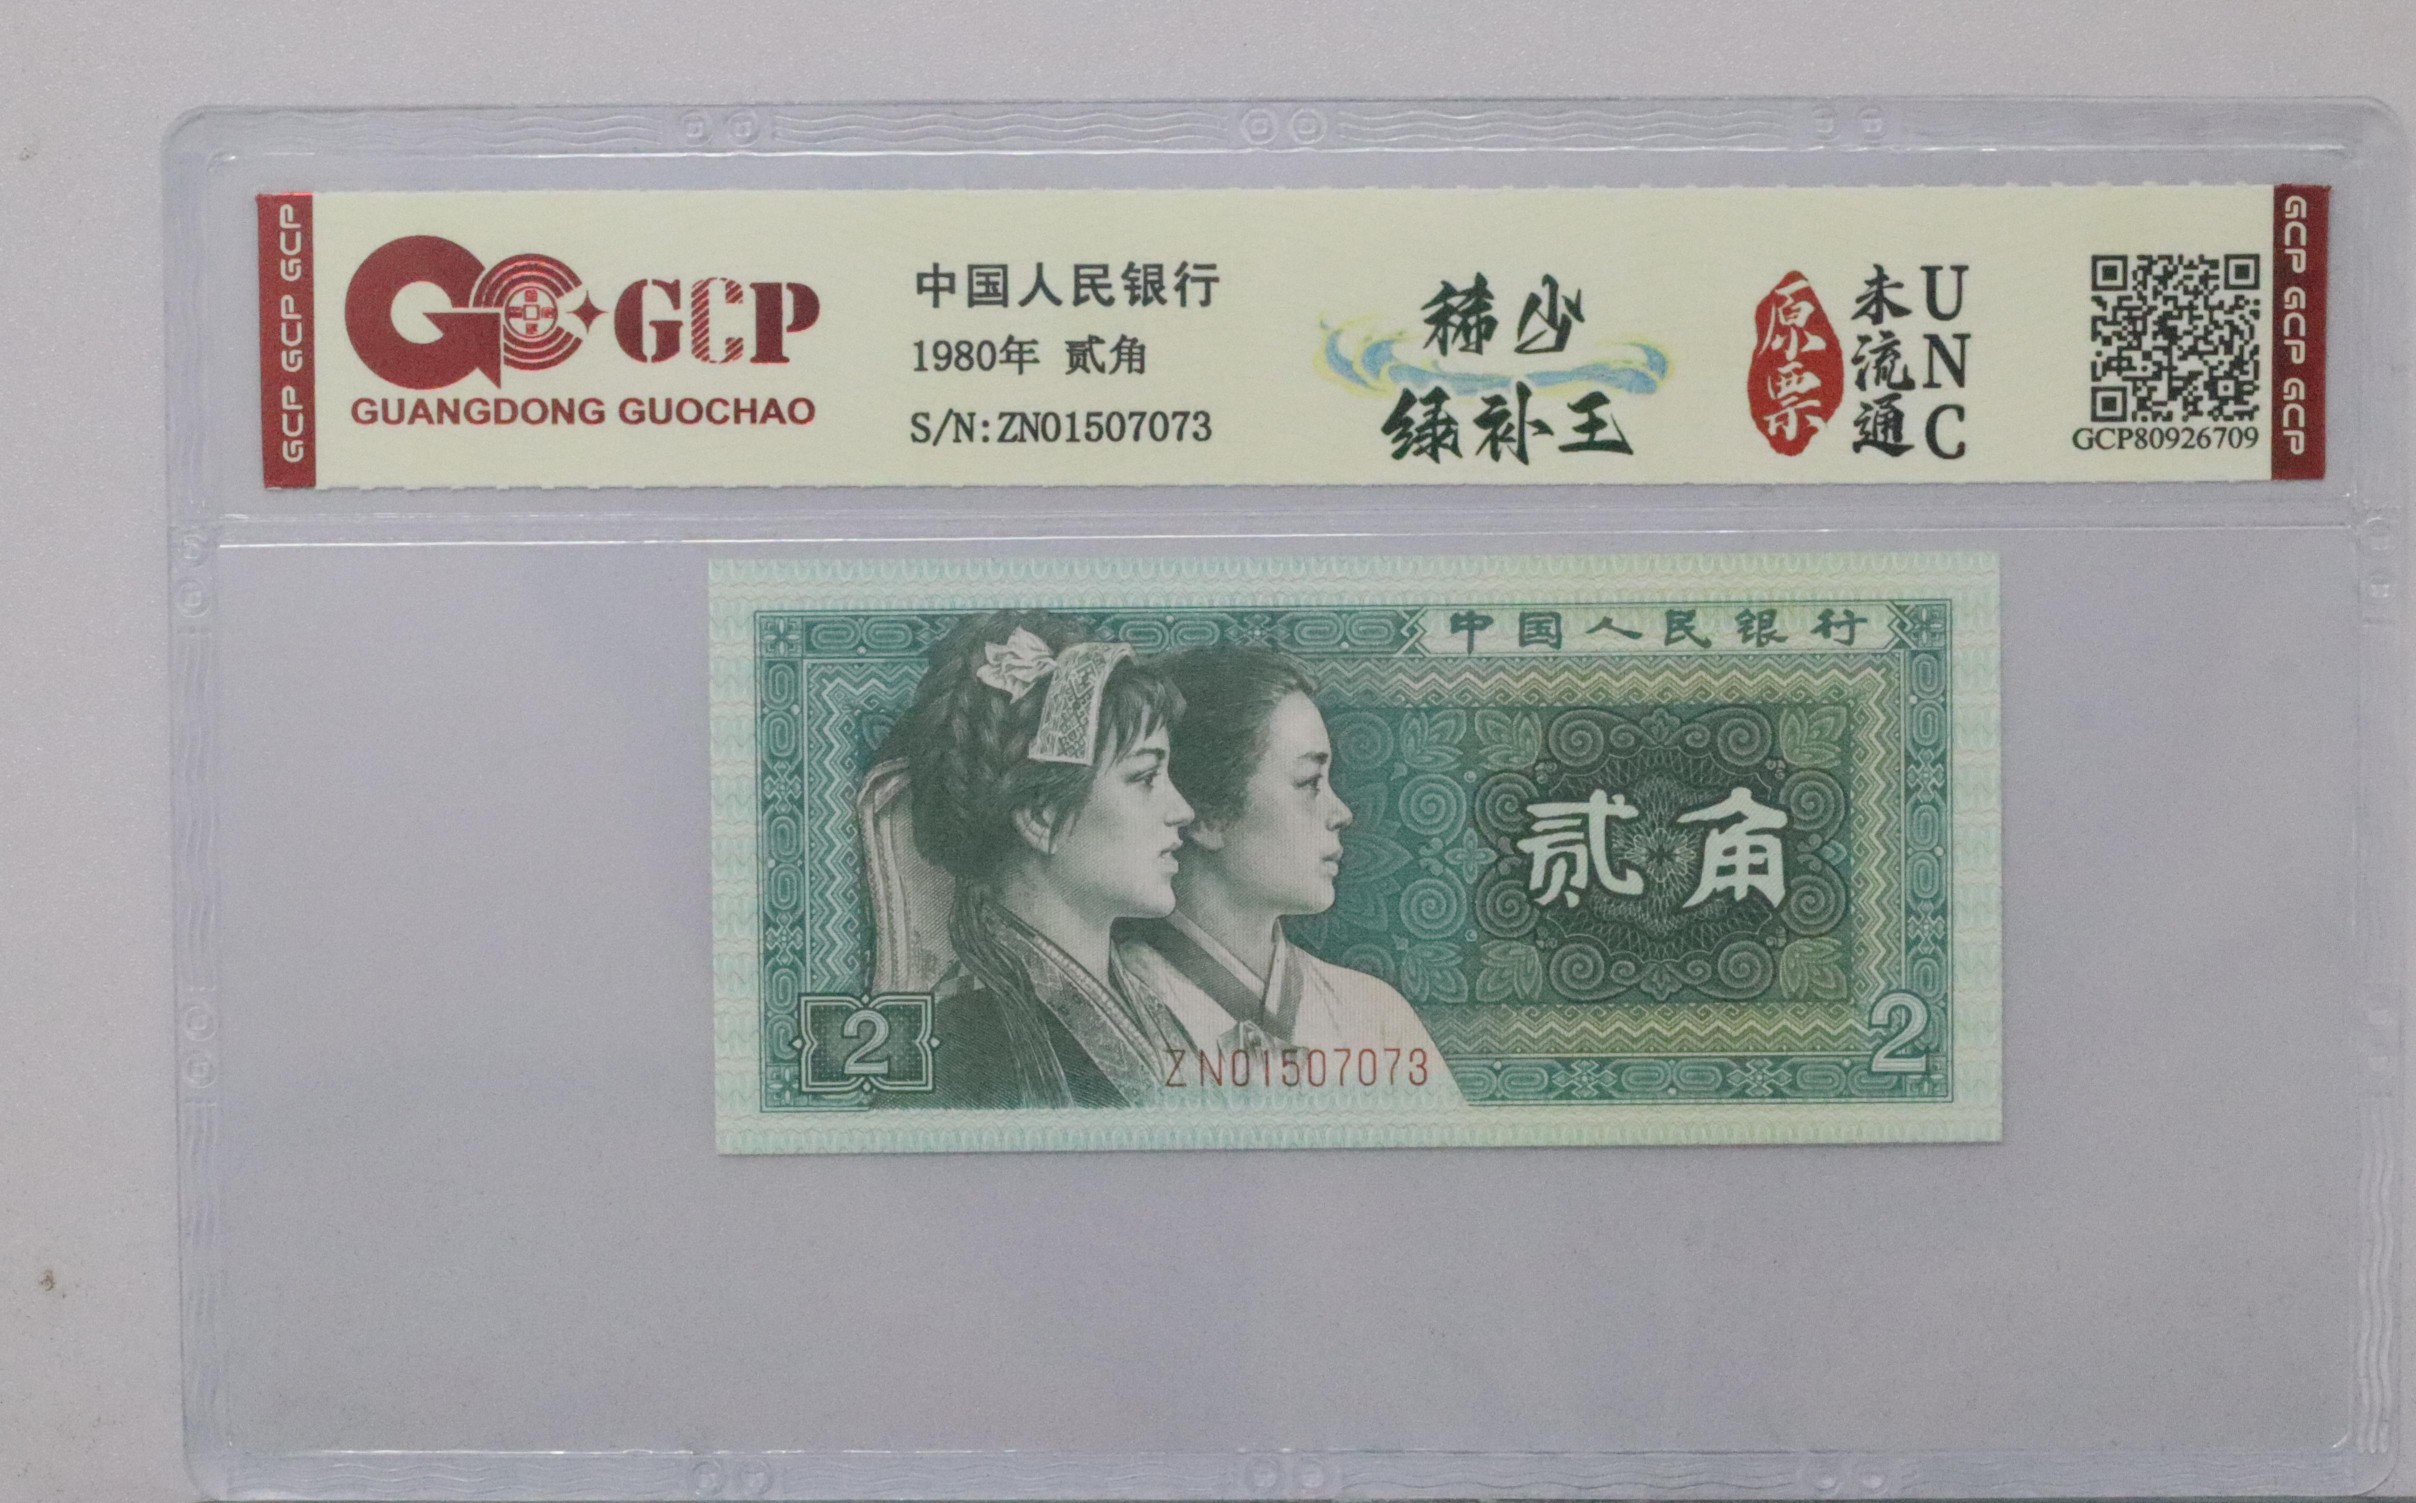 GCP GCP GCP
GCP
GUANGDONG GUOCHAO
中国人民银行
1980年 贰角
S/N:ZN01507073
稀少
绿补王
原票
未流通
UNC
GCP80926709
GCP GCP GCP GCP
中国人民银行
贰角
2
2
ZN01507073